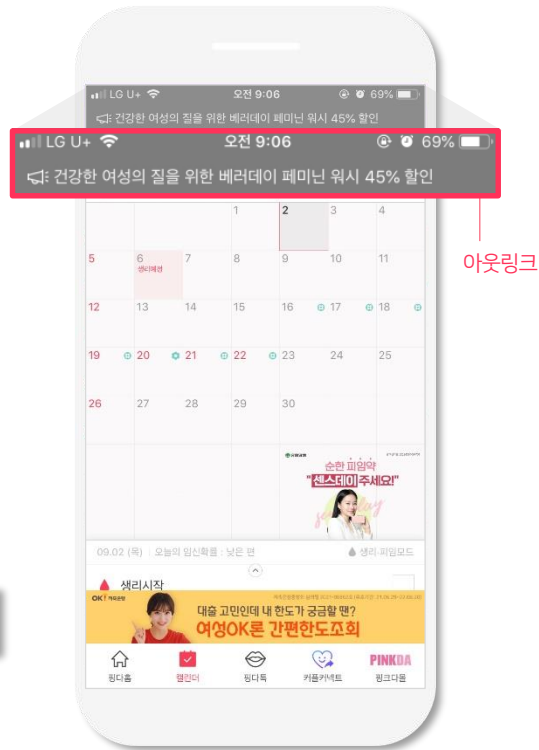 LG U+ 오전 9:06 69%
건강한 여성의 질을 위한 베러데이 페미닌 워시 45% 할인
LG U+ 오전 9:06 69%
건강한 여성의 질을 위한 베러데이 페미닌 워시 45% 할인
아웃링크
1 2 3 4
5 6 7 8 9 10 11
생리예정
12 13 14 15 16 17 18
19 20 21 22 23 24 25
26 27 28 29 30
순한 피임약
"센스데이 주세요!"
09.02 (목) 오늘의 임신확률 : 낮은 편 생리·피임모드
생리시작
OK!
대출 고민인데 내 한도가 궁금할 땐?
여성OK론 간편한도조회
핑다홈 캘린더 핑다톡 커플커넥트 핑크다몰
PINKDA